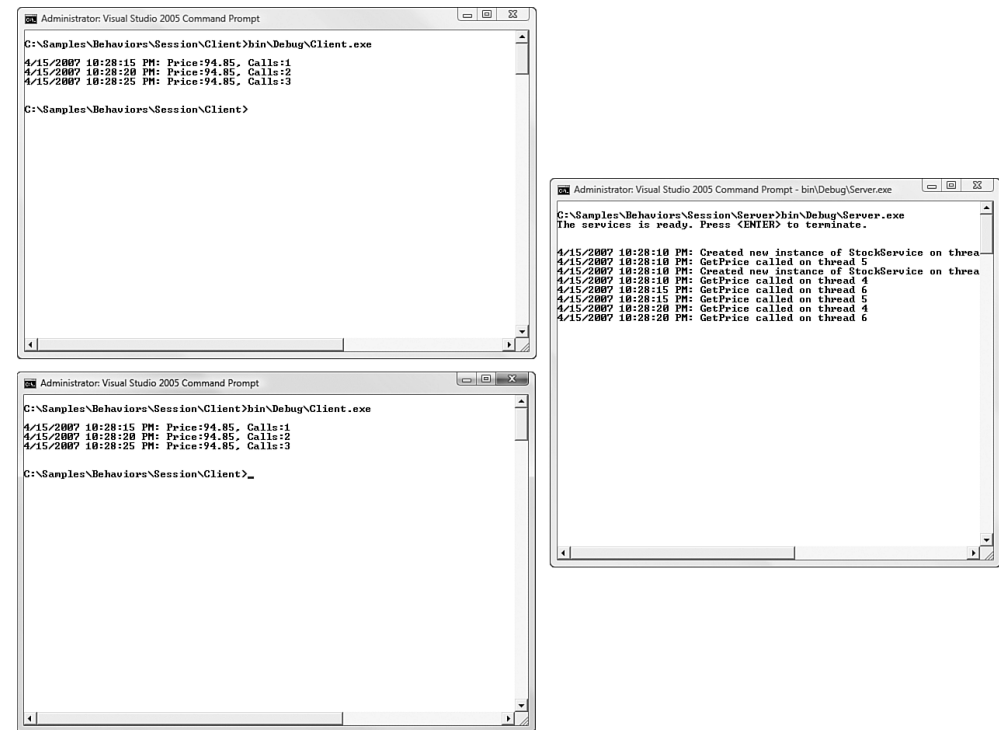 Administrator: Visual Studio 2005 Command Prompt
C:\Samples\Behaviors\Session\Client>bin\Debug\Client.exe
4/15/2007 10:28:15 PM: Price:94.85, Calls:1
4/15/2007 10:28:20 PM: Price:94.85, Calls:2
4/15/2007 10:28:25 PM: Price:94.85, Calls:3
C:\Samples\Behaviors\Session\Client>
Administrator: Visual Studio 2005 Command Prompt - bin\Debug\Server.exe
C:\Samples\Behaviors\Session\Server>bin\Debug\Server.exe
The services is ready. Press <ENTER> to terminate.
4/15/2007 10:28:10 PM: Created new instance of StockService on threa
4/15/2007 10:28:10 PM: GetPrice called on thread 5
4/15/2007 10:28:10 PM: Created new instance of StockService on threa
4/15/2007 10:28:10 PM: GetPrice called on thread 4
4/15/2007 10:28:15 PM: GetPrice called on thread 6
4/15/2007 10:28:15 PM: GetPrice called on thread 5
4/15/2007 10:28:20 PM: GetPrice called on thread 4
4/15/2007 10:28:20 PM: GetPrice called on thread 6
Administrator: Visual Studio 2005 Command Prompt
C:\Samples\Behaviors\Session\Client>bin\Debug\Client.exe
4/15/2007 10:28:15 PM: Price:94.85, Calls:1
4/15/2007 10:28:20 PM: Price:94.85, Calls:2
4/15/2007 10:28:25 PM: Price:94.85, Calls:3
C:\Samples\Behaviors\Session\Client>_